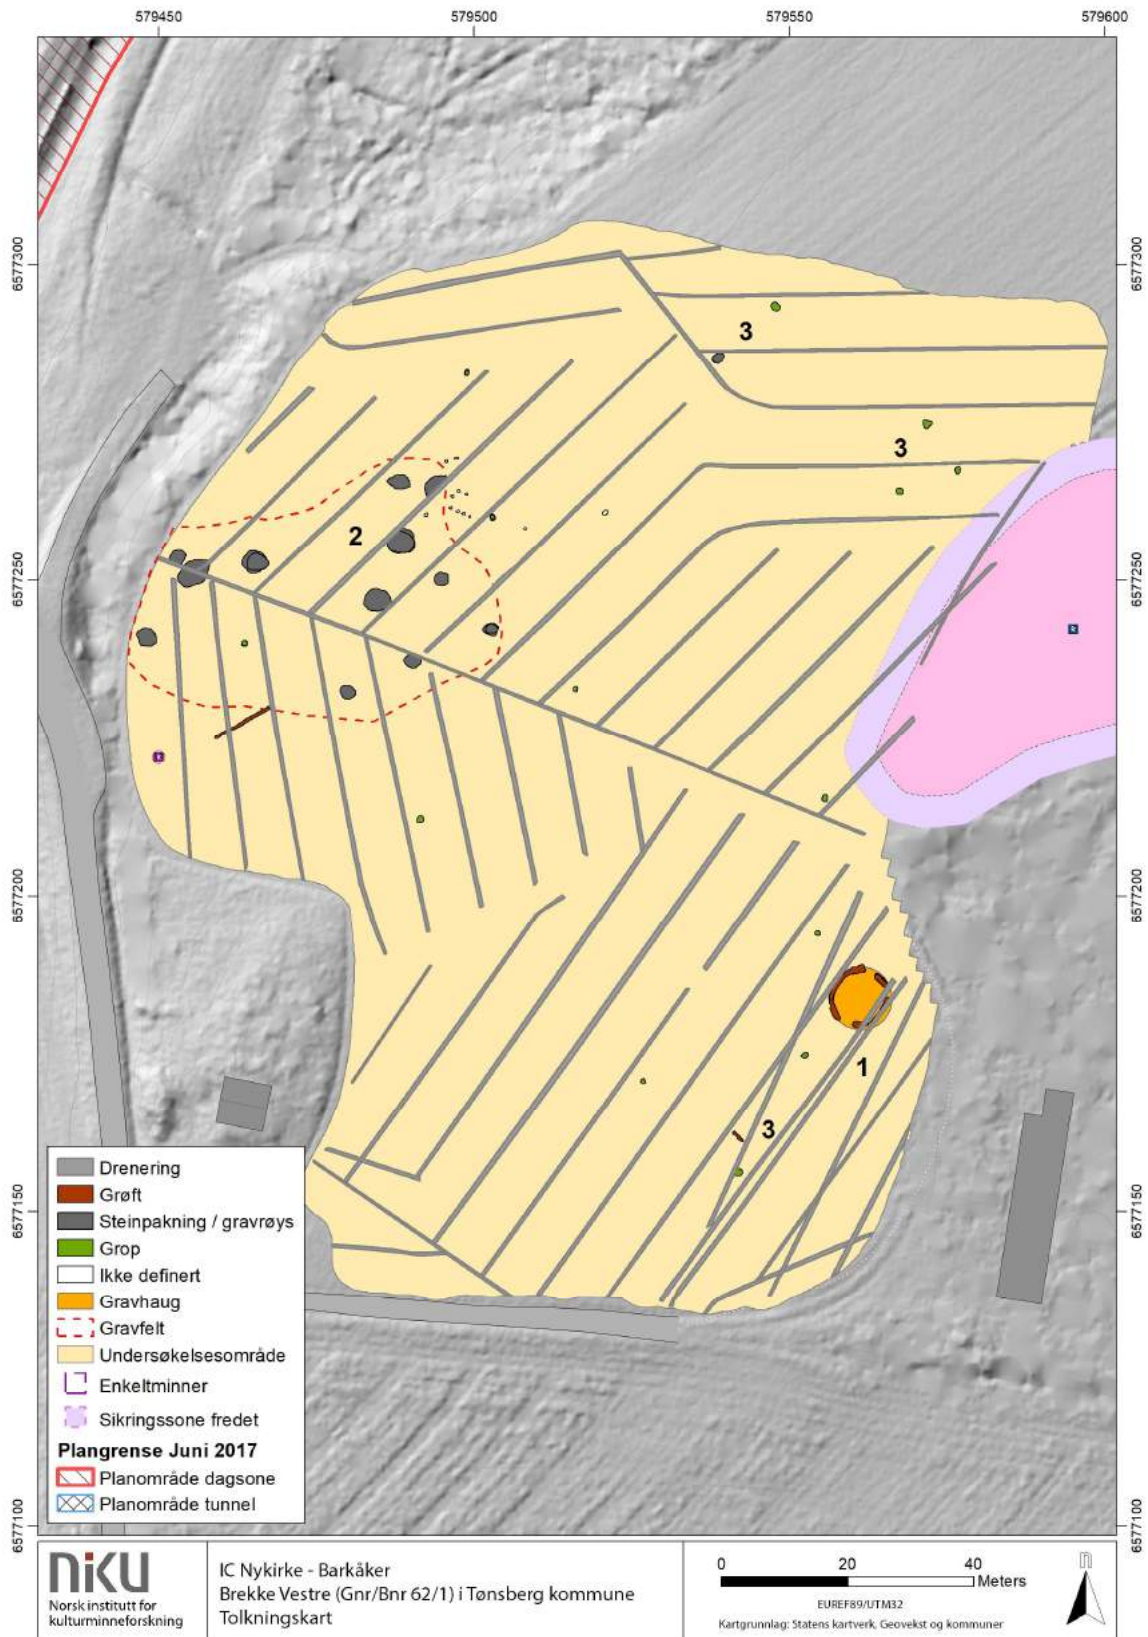 579450 579500 579550 579600
6577300 6577300
3
3
2
6577250 6577250
6577200 6577200
1
3
6577150 6577150
6577100 6577100
Drenering
Grøft
Steinpakning / gravrøys
Grop
Ikke definert
Gravhaug
Gravfelt
Undersøkelsesområde
Enkeltminner
Sikringssone fredet
Plangrense Juni 2017
Planområde dagsone
Planområde tunnel
niku
Norsk institutt for
kulturminneforskning
IC Nykirke - Barkåker
Brekke Vestre (Gnr/Bnr 62/1) i Tønsberg kommune
Tolkningskart
0 20 40
Meters
EUREF89/UTM32
Kartgrunnlag: Statens kartverk, Geovekst og kommuner
n